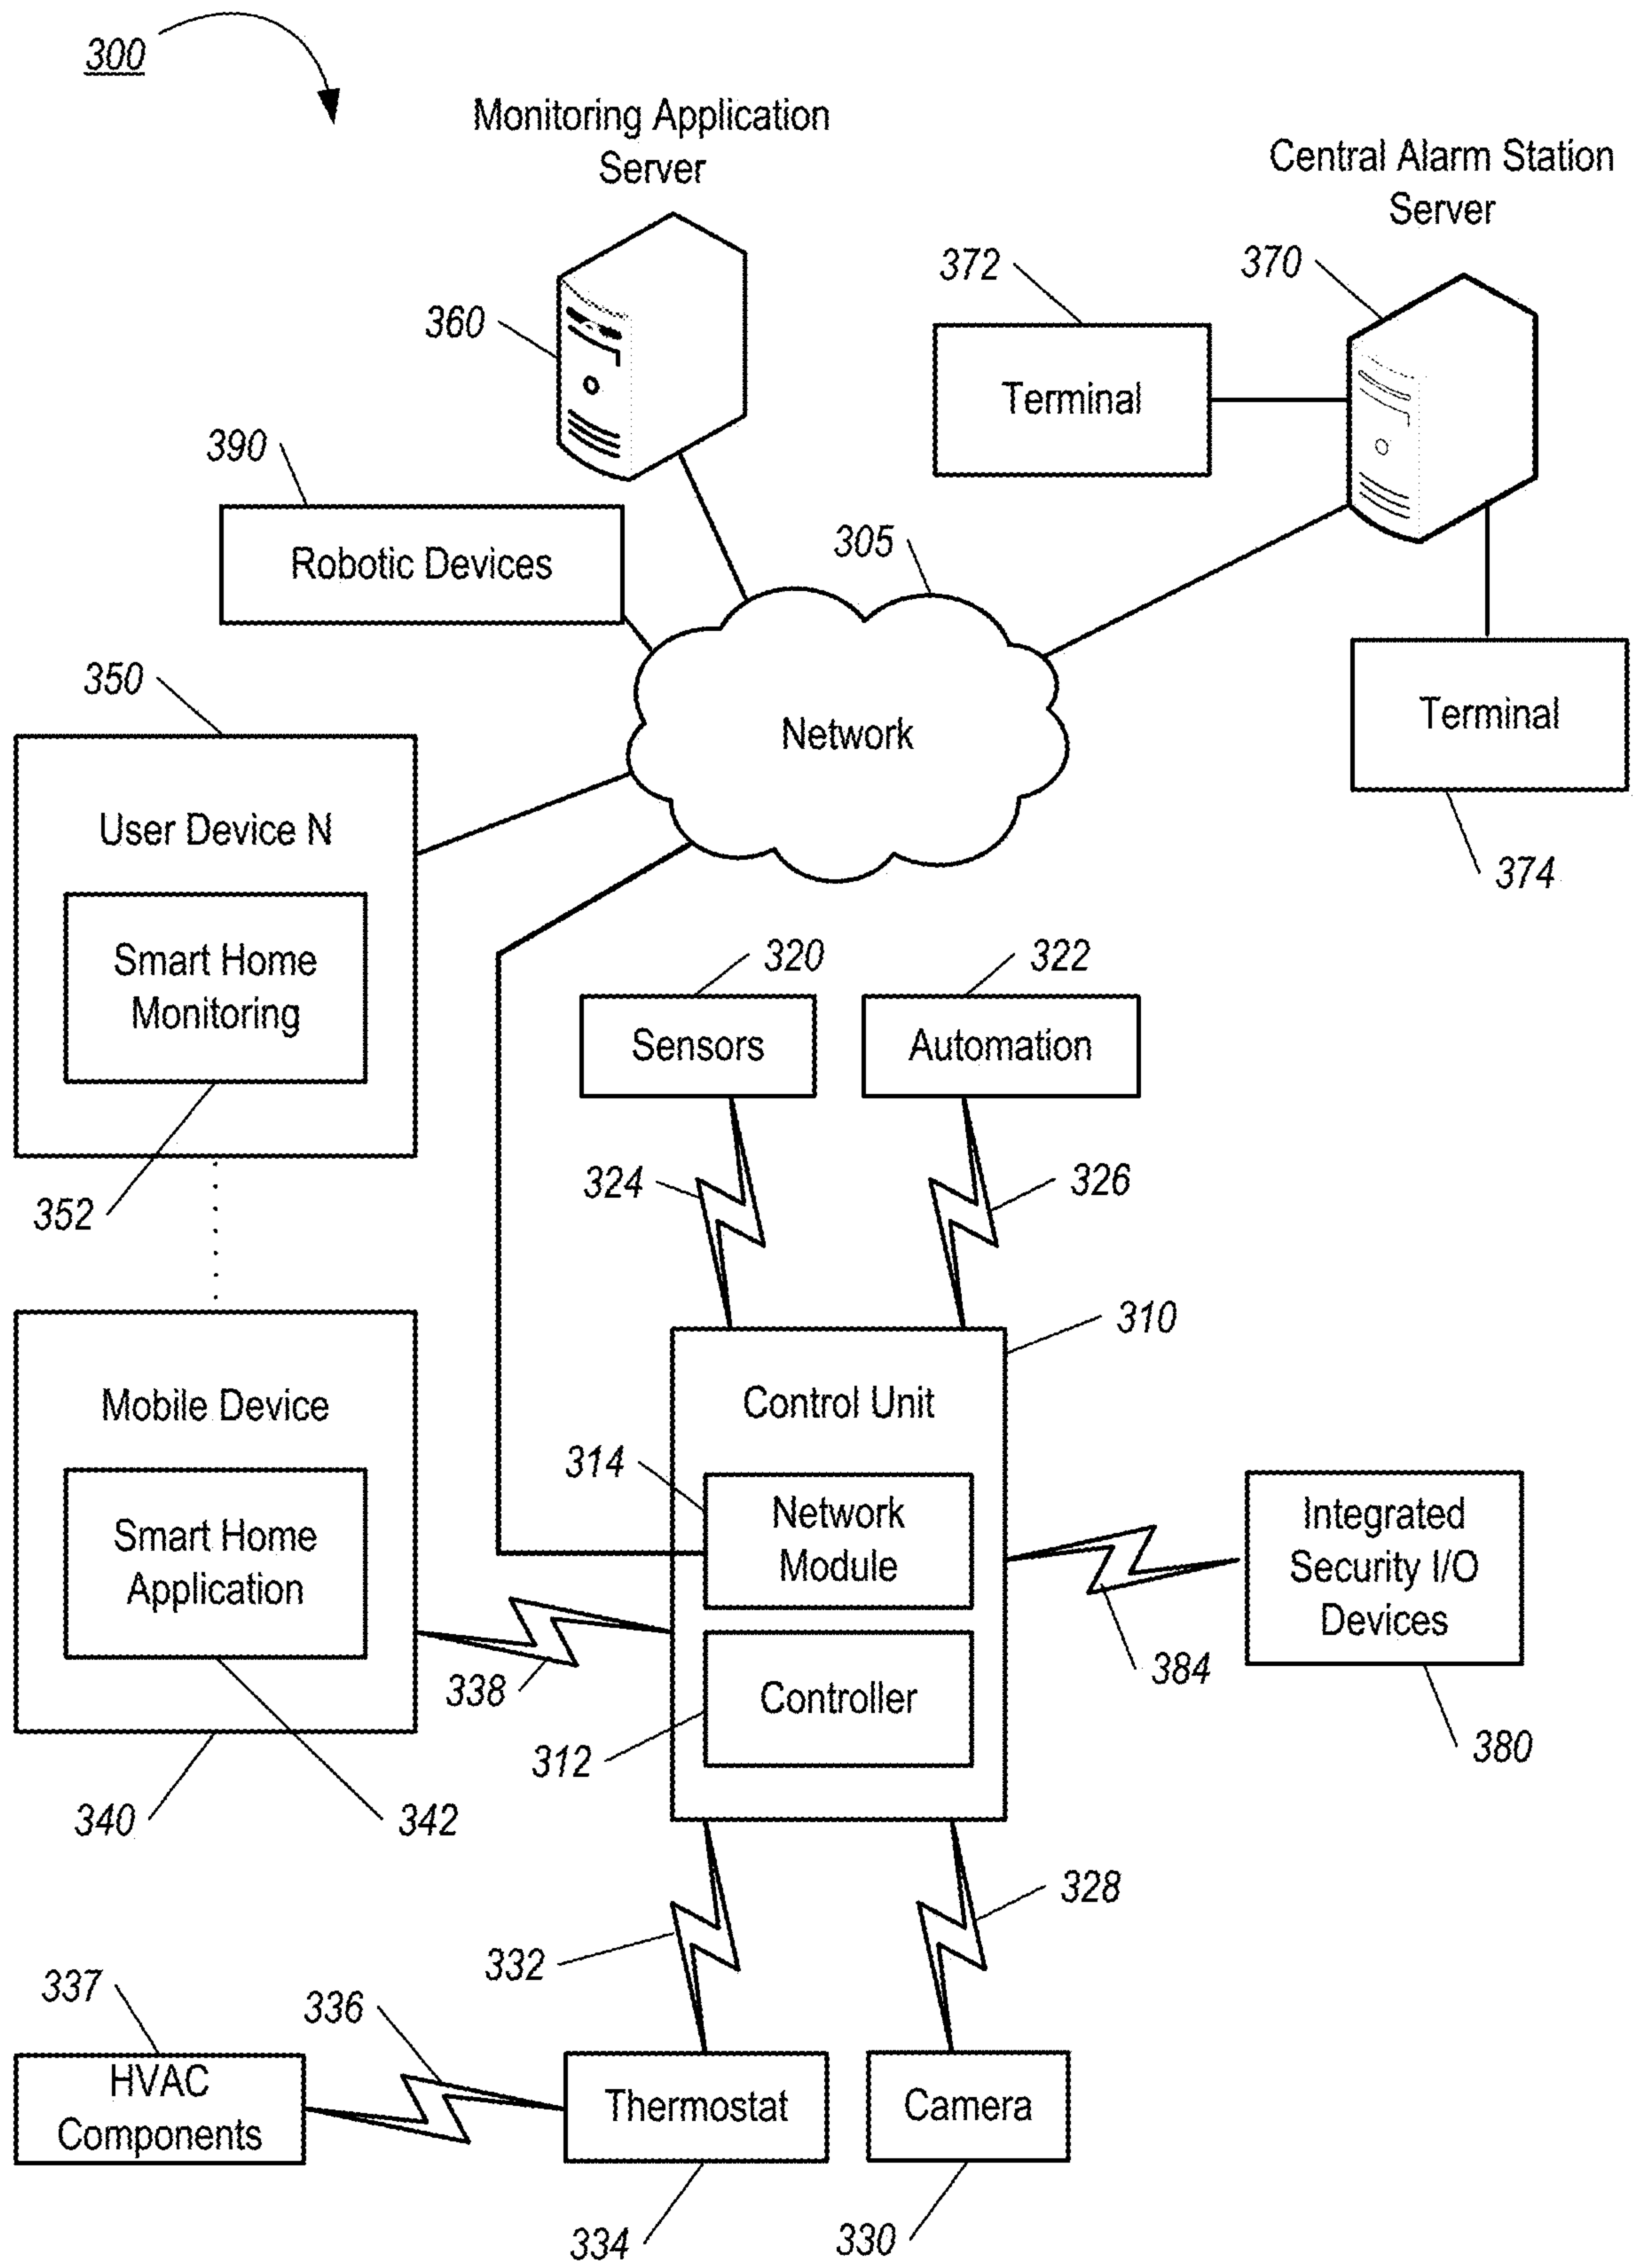 300
Monitoring Application
Server
Central Alarm Station
Server
372
370
360
Terminal
390
305
Robotic Devices
350
Network
Terminal
374
User Device N
Smart Home
Monitoring
320
322
Sensors
Automation
352
324
326
310
Mobile Device
Control Unit
314
Smart Home
Application
Network
Module
Integrated
Security I/O
Devices
338
384
Controller
312
380
340
342
328
332
337
336
HVAC
Components
Thermostat
Camera
334
330